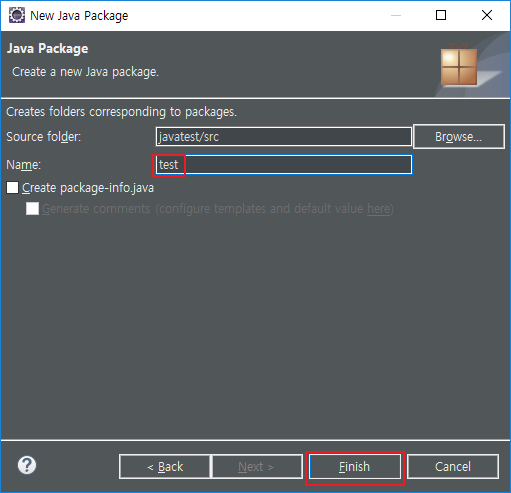 New Java Package
Java Package
Create a new Java package.
Creates folders corresponding to packages.
Source folder: javatest/src Browse...
Name: test
Create package-info.java
Generate comments (configure templates and default value here)
? < Back Next > Finish Cancel